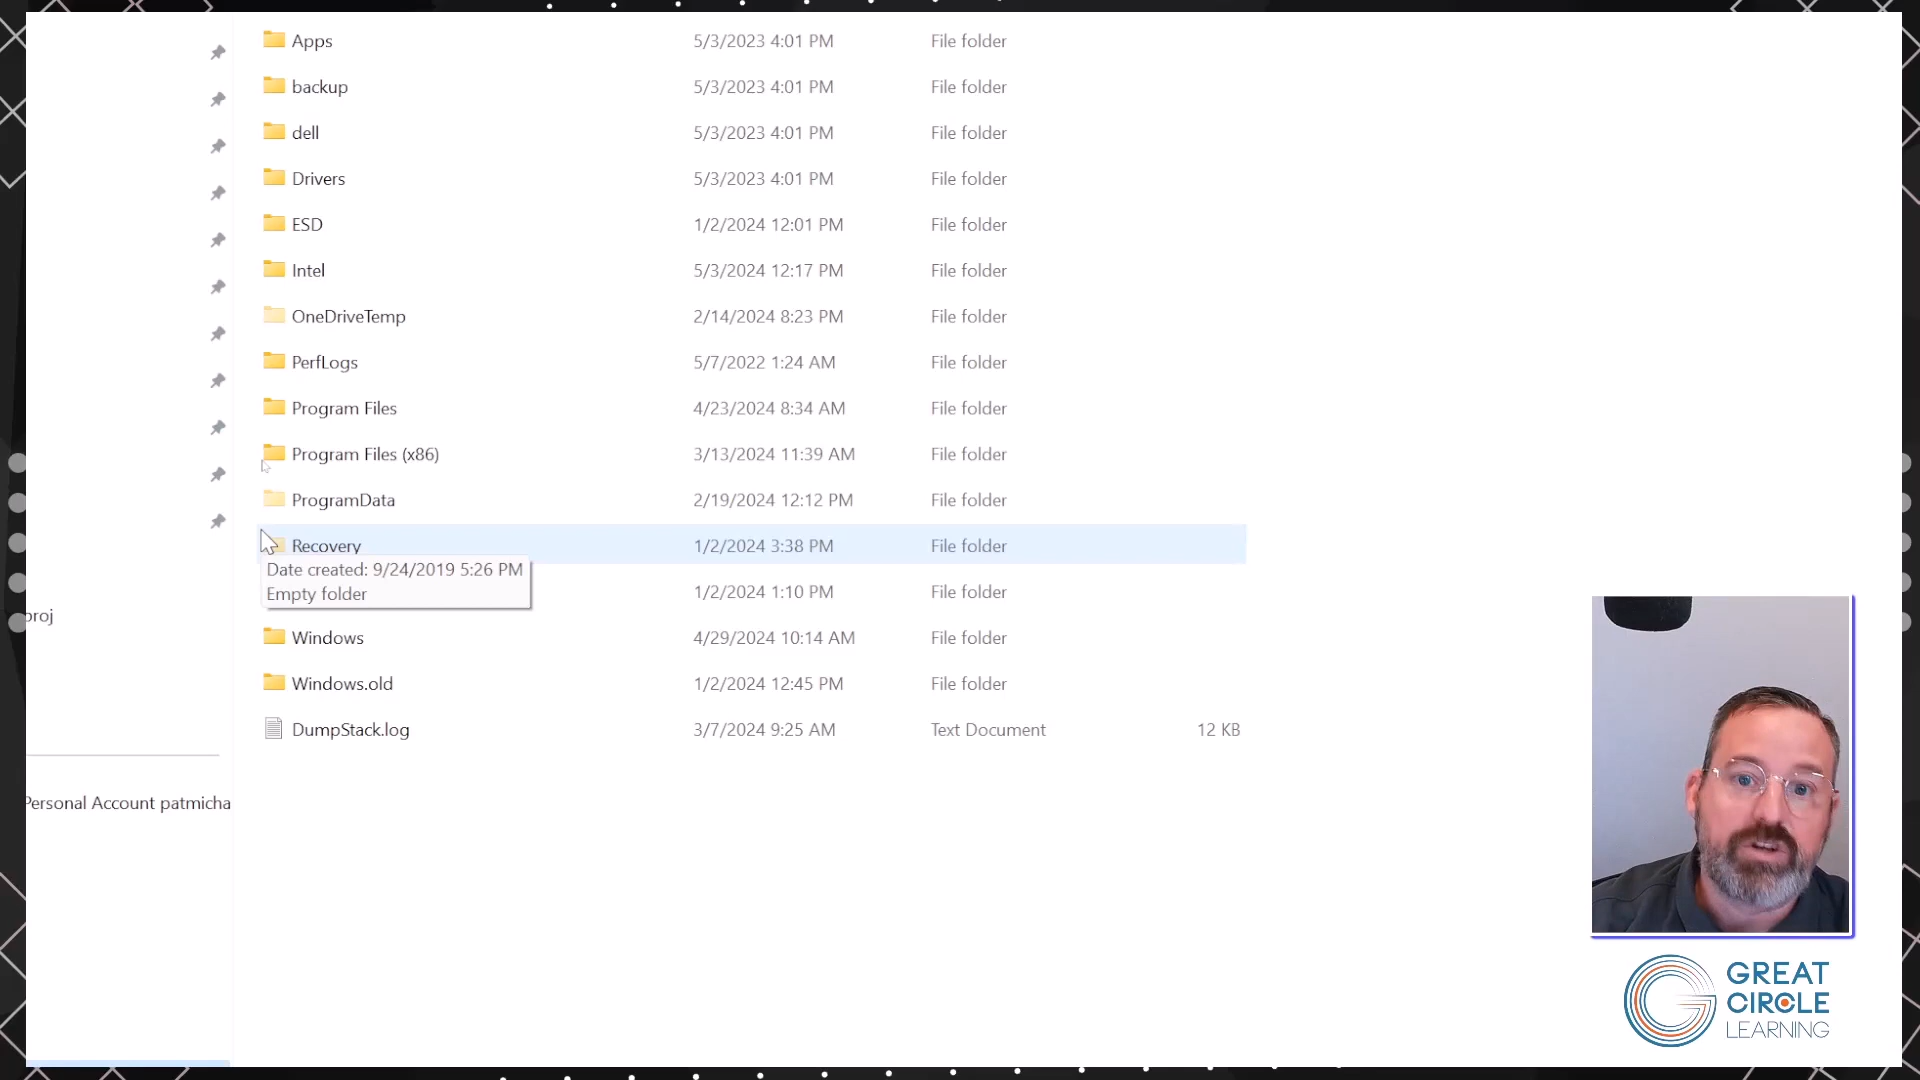 Apps 5/3/2023 4:01 PM File folder
backup 5/3/2023 4:01 PM File folder
dell 5/3/2023 4:01 PM File folder
Drivers 5/3/2023 4:01 PM File folder
ESD 1/2/2024 12:01 PM File folder
Intel 5/3/2024 12:17 PM File folder
OneDriveTemp 2/14/2024 8:23 PM File folder
PerfLogs 5/7/2022 1:24 AM File folder
Program Files 4/23/2024 8:34 AM File folder
Program Files (x86) 3/13/2024 11:39 AM File folder
ProgramData 2/19/2024 12:12 PM File folder
Recovery 1/2/2024 3:38 PM File folder
Date created: 9/24/2019 5:26 PM
Empty folder
1/2/2024 1:10 PM File folder
proj
Windows 4/29/2024 10:14 AM File folder
Windows.old 1/2/2024 12:45 PM File folder
DumpStack.log 3/7/2024 9:25 AM Text Document 12 KB
Personal Account patmicha
GREAT
CIRCLE
LEARNING